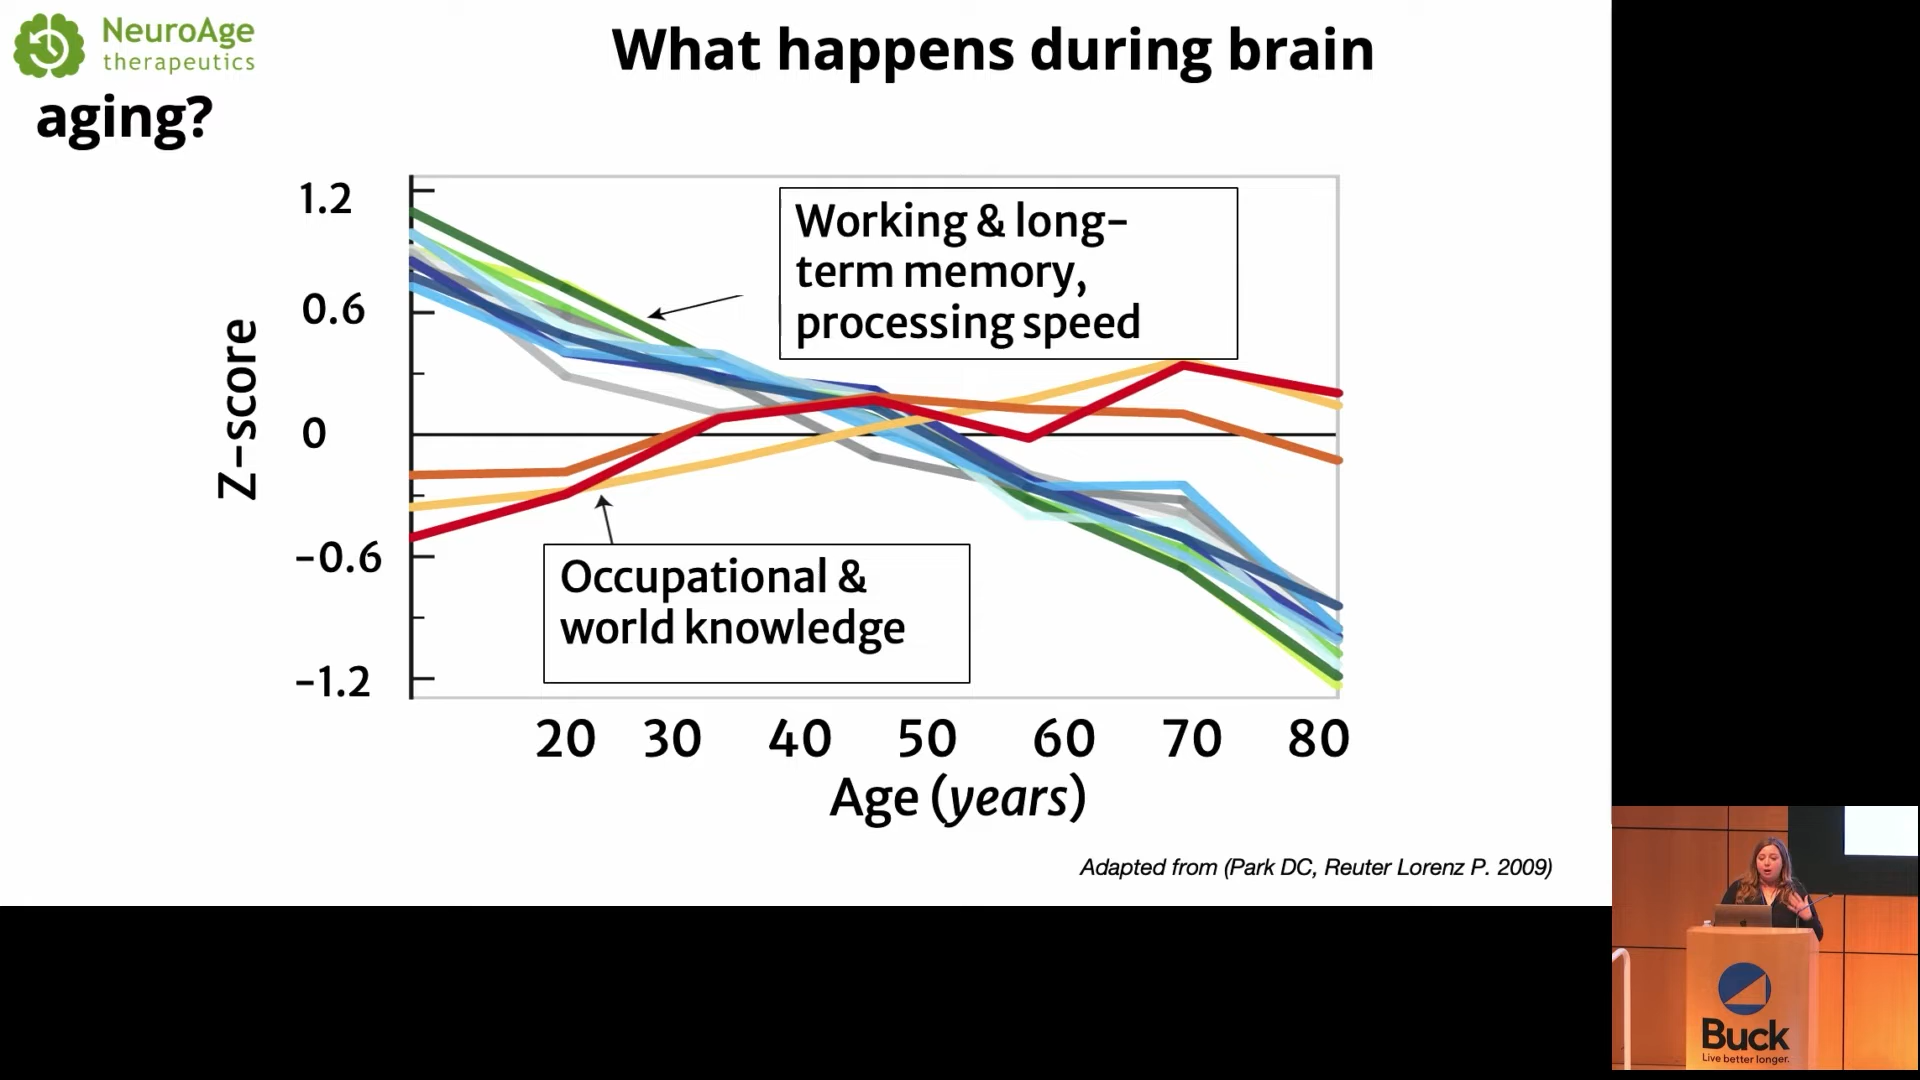 NeuroAge
therapeutics
What happens during brain
aging?
1.2
0.6
0
-0.6
-1.2
Z-score
Working & long-
term memory,
processing speed
Occupational &
world knowledge
20 30 40 50 60 70 80
Age (years)
Adapted from (Park DC, Reuter Lorenz P. 2009)
Buck
Live better longer.